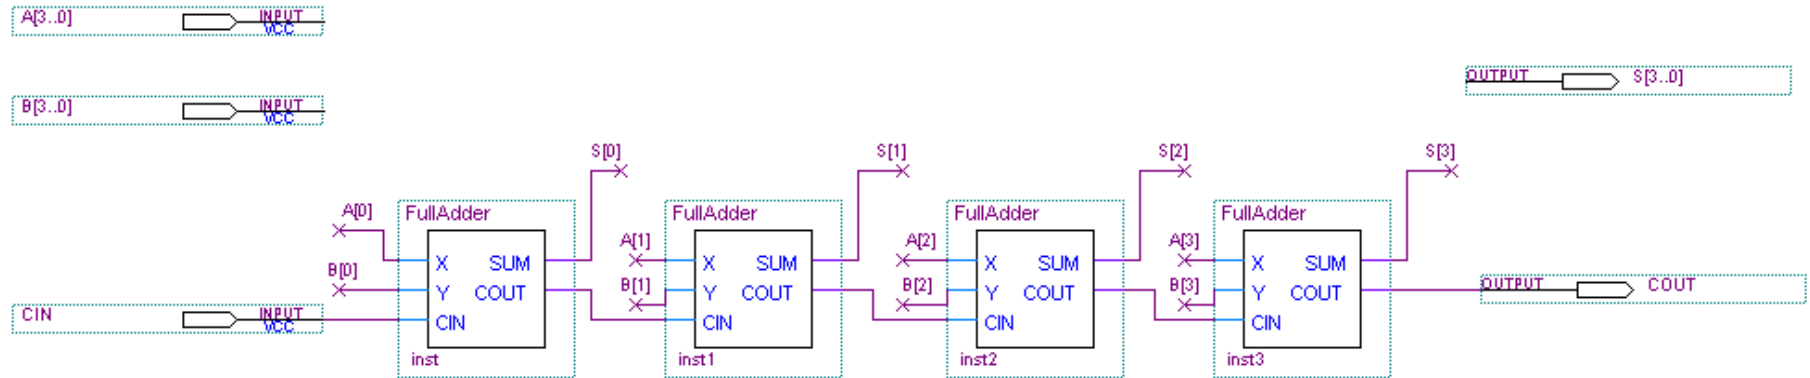 A[3..0] INPUT VCC
B[3..0] INPUT VCC
OUTPUT S[3..0]
S[0] S[1] S[2] S[3]
A[0] FullAdder FullAdder FullAdder FullAdder
A[1] A[2] A[3]
X SUM X SUM X SUM X SUM
B[0] B[1] B[2] B[3]
Y COUT Y COUT Y COUT Y COUT
OUTPUT COUT
CIN INPUT VCC
CIN CIN CIN CIN
inst inst1 inst2 inst3